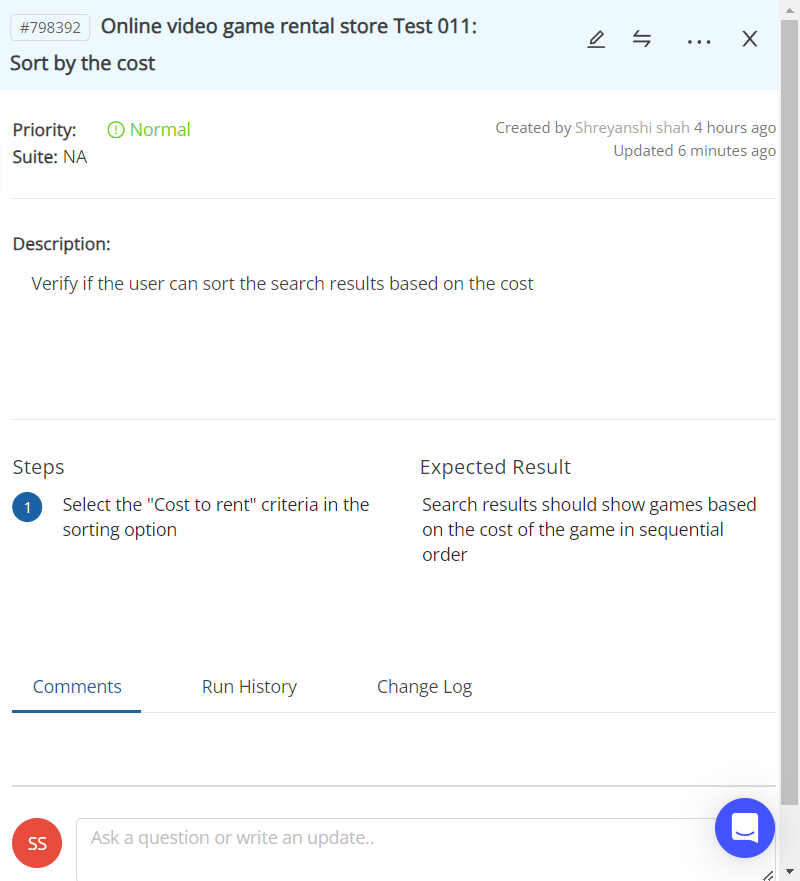 #798392 Online video game rental store Test 011:
Sort by the cost
Priority: Normal
Created by Shreyanshi shah 4 hours ago
Suite: NA
Updated 6 minutes ago
Description:
Verify if the user can sort the search results based on the cost
Steps
1 Select the "Cost to rent" criteria in the
sorting option
Expected Result
Search results should show games based
on the cost of the game in sequential
order
Comments Run History Change Log
SS Ask a question or write an update..